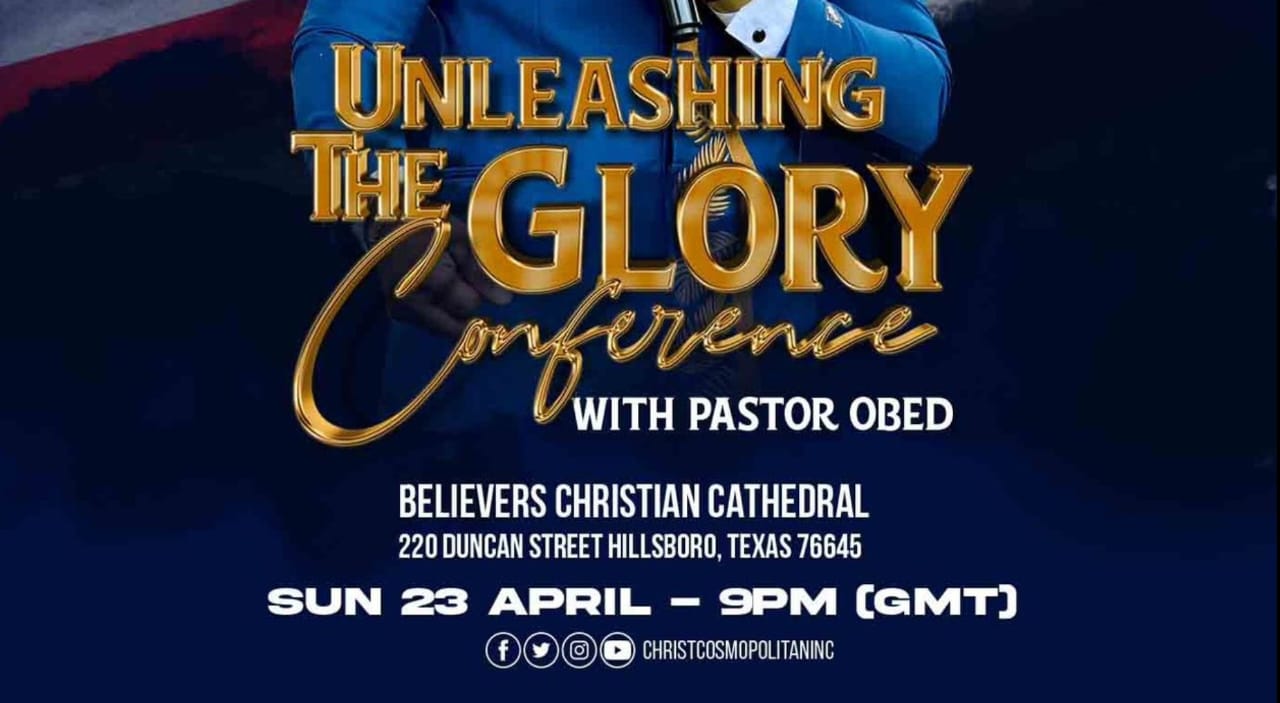 UNLEASHING
THE GLORY
Conference
WITH PASTOR OBED
BELIEVERS CHRISTIAN CATHEDRAL
220 DUNCAN STREET HILLSBORO, TEXAS 76645
SUN 23 APRIL – 9PM (GMT)
CHRISTCOSMOPOLITANINC